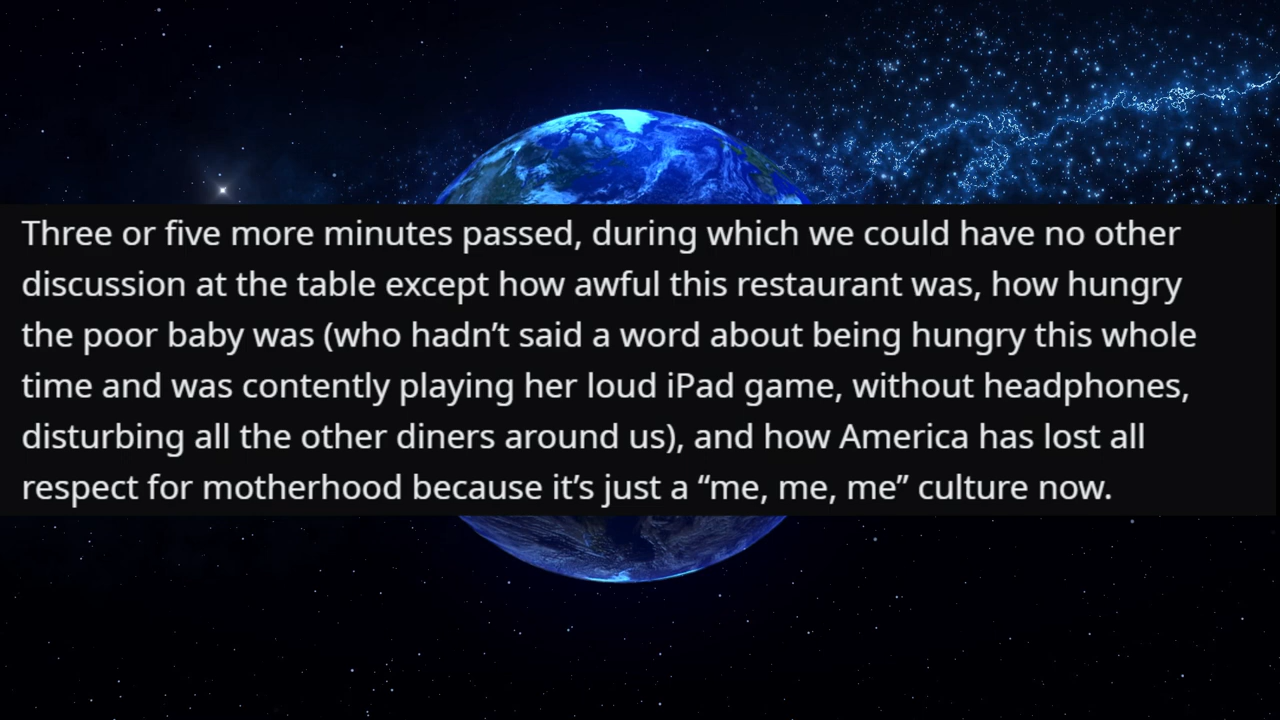 Three or five more minutes passed, during which we could have no other
discussion at the table except how awful this restaurant was, how hungry
the poor baby was (who hadn’t said a word about being hungry this whole
time and was contently playing her loud iPad game, without headphones,
disturbing all the other diners around us), and how America has lost all
respect for motherhood because it’s just a “me, me, me” culture now.